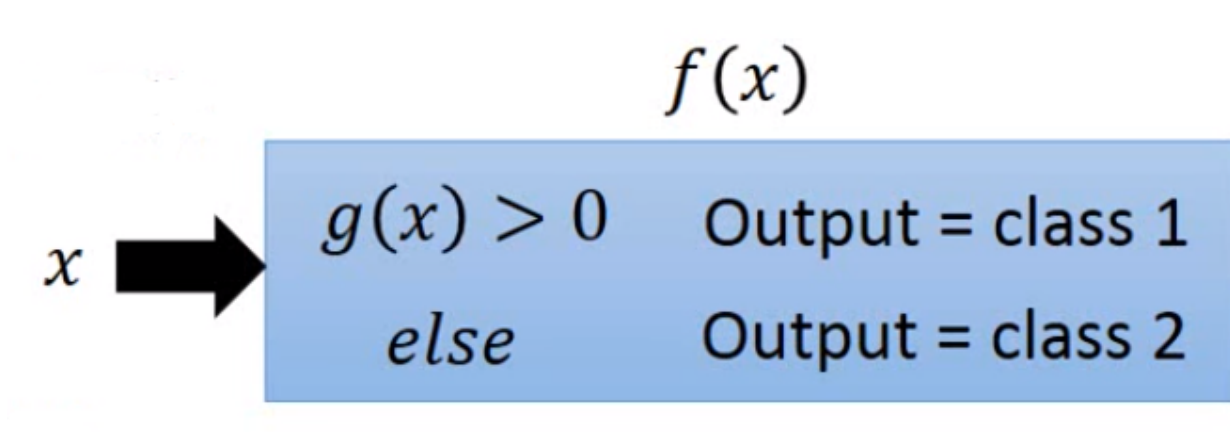 f(x)
g(x) > 0 Output = class 1
x
else Output = class 2